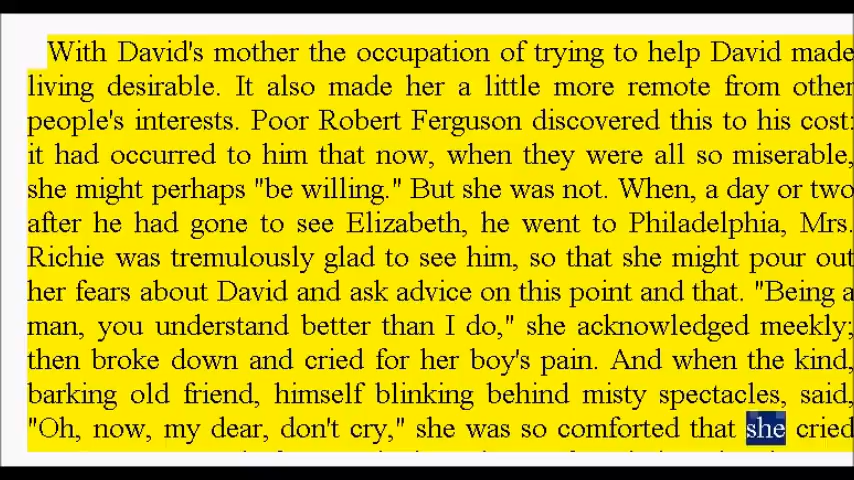 With David's mother the occupation of trying to help David made
living desirable. It also made her a little more remote from other
people's interests. Poor Robert Ferguson discovered this to his cost:
it had occurred to him that now, when they were all so miserable,
she might perhaps "be willing." But she was not. When, a day or two
after he had gone to see Elizabeth, he went to Philadelphia, Mrs.
Richie was tremulously glad to see him, so that she might pour out
her fears about David and ask advice on this point and that. "Being a
man, you understand better than I do," she acknowledged meekly;
then broke down and cried for her boy's pain. And when the kind,
barking old friend, himself blinking behind misty spectacles, said,
"Oh, now, my dear, don't cry," she was so comforted that she cried